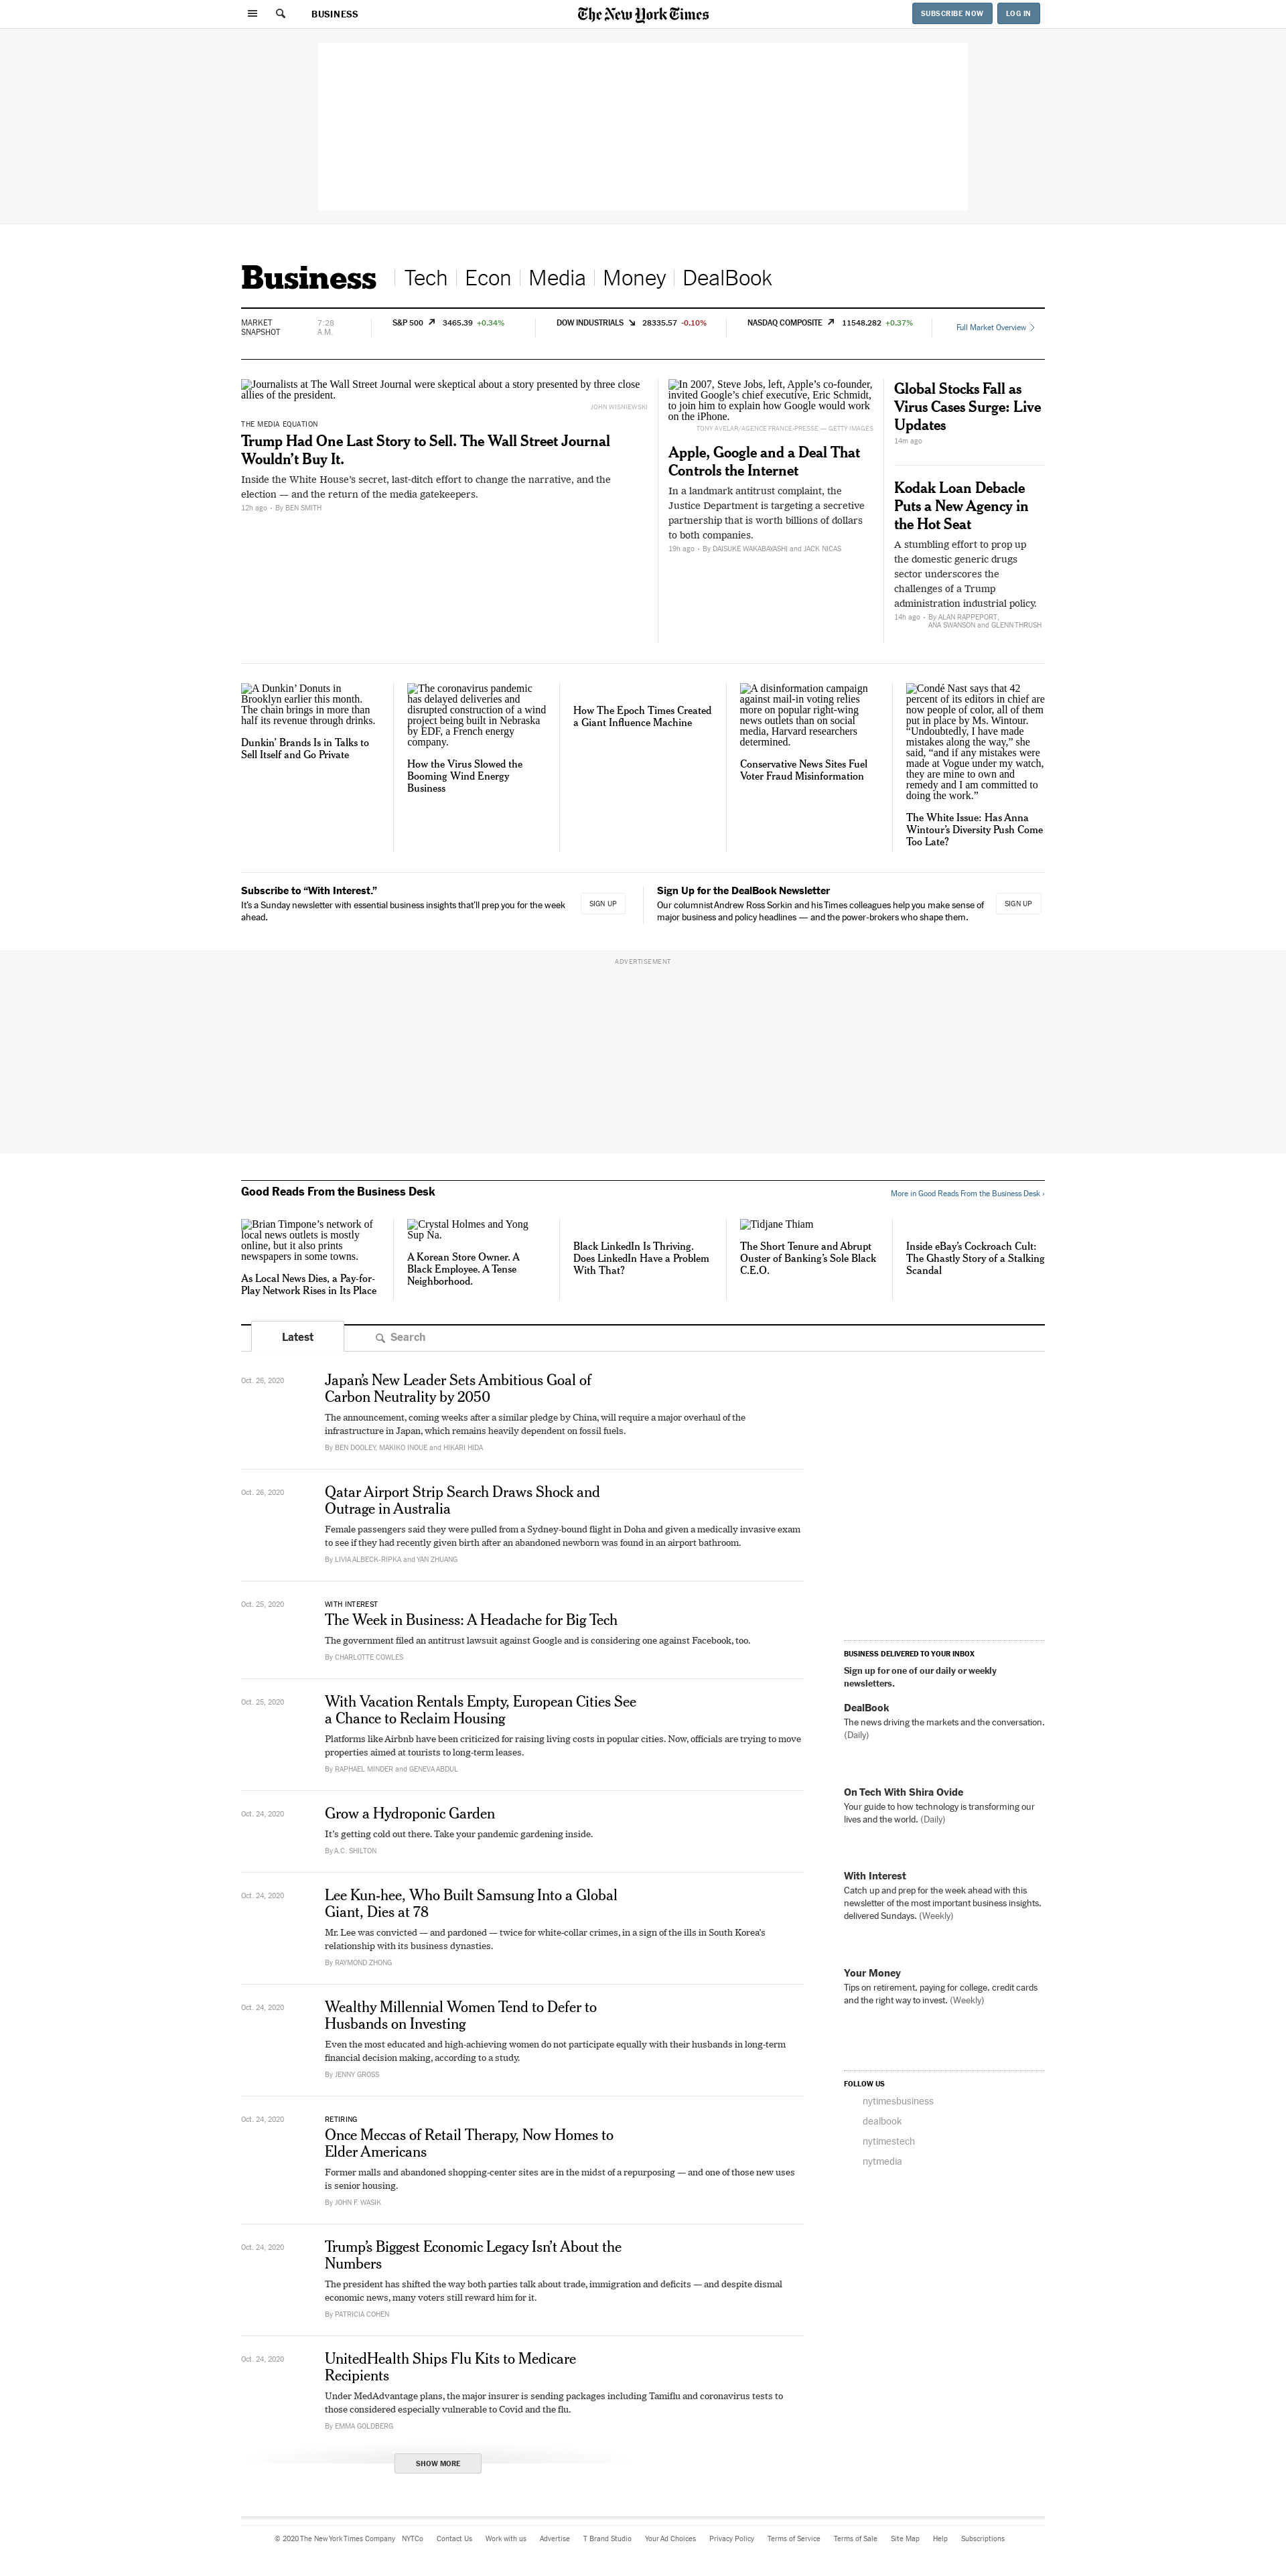 BUSINESS
The New York Times
SUBSCRIBE NOW
LOG IN
Business
Tech
Econ
Media
Money
DealBook
MARKET
SNAPSHOT
7:28
A.M.
S&P 500 3465.39 +0.34%
DOW INDUSTRIALS 28335.57 -0.10%
NASDAQ COMPOSITE 11548.282 +0.37%
Full Market Overview
Journalists at The Wall Street Journal were skeptical about a story presented by three close
allies of the president.
JOHN WISNIEWSKI
THE MEDIA EQUATION
Trump Had One Last Story to Sell. The Wall Street Journal
Wouldn’t Buy It.
Inside the White House’s secret, last-ditch effort to change the narrative, and the
election — and the return of the media gatekeepers.
12h ago • By BEN SMITH
In 2007, Steve Jobs, left, Apple’s co-founder,
invited Google’s chief executive, Eric Schmidt,
to join him to explain how Google would work
on the iPhone.
TONY AVELAR/AGENCE FRANCE-PRESSE — GETTY IMAGES
Apple, Google and a Deal That
Controls the Internet
In a landmark antitrust complaint, the
Justice Department is targeting a secretive
partnership that is worth billions of dollars
to both companies.
19h ago • By DAISUKE WAKABAYASHI and JACK NICAS
Global Stocks Fall as
Virus Cases Surge: Live
Updates
14m ago
Kodak Loan Debacle
Puts a New Agency in
the Hot Seat
A stumbling effort to prop up
the domestic generic drugs
sector underscores the
challenges of a Trump
administration industrial policy.
14h ago • By ALAN RAPPEPORT,
ANA SWANSON and GLENN THRUSH
A Dunkin’ Donuts in
Brooklyn earlier this month.
The chain brings in more than
half its revenue through drinks.
Dunkin’ Brands Is in Talks to
Sell Itself and Go Private
The coronavirus pandemic
has delayed deliveries and
disrupted construction of a wind
project being built in Nebraska
by EDF, a French energy
company.
How the Virus Slowed the
Booming Wind Energy
Business
How The Epoch Times Created
a Giant Influence Machine
A disinformation campaign
against mail-in voting relies
more on popular right-wing
news outlets than on social
media, Harvard researchers
determined.
Conservative News Sites Fuel
Voter Fraud Misinformation
Condé Nast says that 42
percent of its editors in chief are
now people of color, all of them
put in place by Ms. Wintour.
“Undoubtedly, I have made
mistakes along the way,” she
said, “and if any mistakes were
made at Vogue under my watch,
they are mine to own and
remedy and I am committed to
doing the work.”
The White Issue: Has Anna
Wintour’s Diversity Push Come
Too Late?
Subscribe to “With Interest.”
It’s a Sunday newsletter with essential business insights that’ll prep you for the week
ahead.
SIGN UP
Sign Up for the DealBook Newsletter
Our columnist Andrew Ross Sorkin and his Times colleagues help you make sense of
major business and policy headlines — and the power-brokers who shape them.
SIGN UP
ADVERTISEMENT
Good Reads From the Business Desk
More in Good Reads From the Business Desk ›
Brian Timpone’s network of
local news outlets is mostly
online, but it also prints
newspapers in some towns.
As Local News Dies, a Pay-for-
Play Network Rises in Its Place
Crystal Holmes and Yong
Sup Na.
A Korean Store Owner. A
Black Employee. A Tense
Neighborhood.
Black LinkedIn Is Thriving.
Does LinkedIn Have a Problem
With That?
Tidjane Thiam
The Short Tenure and Abrupt
Ouster of Banking’s Sole Black
C.E.O.
Inside eBay’s Cockroach Cult:
The Ghastly Story of a Stalking
Scandal
Latest
Search
Oct. 26, 2020
Japan’s New Leader Sets Ambitious Goal of
Carbon Neutrality by 2050
The announcement, coming weeks after a similar pledge by China, will require a major overhaul of the
infrastructure in Japan, which remains heavily dependent on fossil fuels.
By BEN DOOLEY, MAKIKO INOUE and HIKARI HIDA
Oct. 26, 2020
Qatar Airport Strip Search Draws Shock and
Outrage in Australia
Female passengers said they were pulled from a Sydney-bound flight in Doha and given a medically invasive exam
to see if they had recently given birth after an abandoned newborn was found in an airport bathroom.
By LIVIA ALBECK-RIPKA and YAN ZHUANG
Oct. 25, 2020
WITH INTEREST
The Week in Business: A Headache for Big Tech
The government filed an antitrust lawsuit against Google and is considering one against Facebook, too.
By CHARLOTTE COWLES
Oct. 25, 2020
With Vacation Rentals Empty, European Cities See
a Chance to Reclaim Housing
Platforms like Airbnb have been criticized for raising living costs in popular cities. Now, officials are trying to move
properties aimed at tourists to long-term leases.
By RAPHAEL MINDER and GENEVA ABDUL
Oct. 24, 2020
Grow a Hydroponic Garden
It’s getting cold out there. Take your pandemic gardening inside.
By A.C. SHILTON
Oct. 24, 2020
Lee Kun-hee, Who Built Samsung Into a Global
Giant, Dies at 78
Mr. Lee was convicted — and pardoned — twice for white-collar crimes, in a sign of the ills in South Korea’s
relationship with its business dynasties.
By RAYMOND ZHONG
Oct. 24, 2020
Wealthy Millennial Women Tend to Defer to
Husbands on Investing
Even the most educated and high-achieving women do not participate equally with their husbands in long-term
financial decision making, according to a study.
By JENNY GROSS
Oct. 24, 2020
RETIRING
Once Meccas of Retail Therapy, Now Homes to
Elder Americans
Former malls and abandoned shopping-center sites are in the midst of a repurposing — and one of those new uses
is senior housing.
By JOHN F. WASIK
Oct. 24, 2020
Trump’s Biggest Economic Legacy Isn’t About the
Numbers
The president has shifted the way both parties talk about trade, immigration and deficits — and despite dismal
economic news, many voters still reward him for it.
By PATRICIA COHEN
Oct. 24, 2020
UnitedHealth Ships Flu Kits to Medicare
Recipients
Under MedAdvantage plans, the major insurer is sending packages including Tamiflu and coronavirus tests to
those considered especially vulnerable to Covid and the flu.
By EMMA GOLDBERG
SHOW MORE
BUSINESS DELIVERED TO YOUR INBOX
Sign up for one of our daily or weekly
newsletters.
DealBook
The news driving the markets and the conversation.
(Daily)
On Tech With Shira Ovide
Your guide to how technology is transforming our
lives and the world. (Daily)
With Interest
Catch up and prep for the week ahead with this
newsletter of the most important business insights,
delivered Sundays. (Weekly)
Your Money
Tips on retirement, paying for college, credit cards
and the right way to invest. (Weekly)
FOLLOW US
nytimesbusiness
dealbook
nytimestech
nytmedia
© 2020 The New York Times Company NYTCo Contact Us Work with us Advertise T Brand Studio Your Ad Choices Privacy Policy Terms of Service Terms of Sale Site Map Help Subscriptions